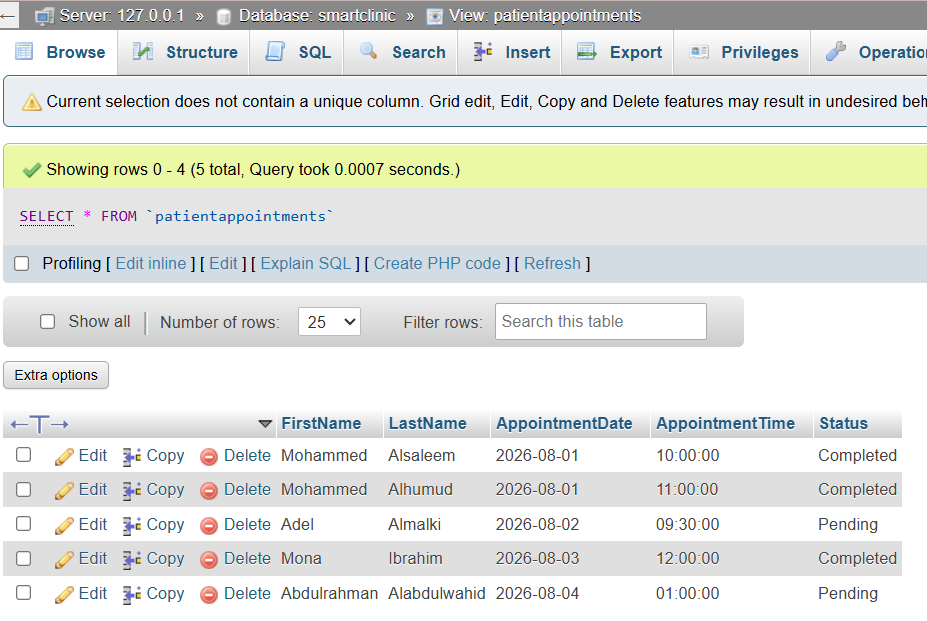 ← Server: 127.0.0.1 » Database: smartclinic » View: patientappointments
Browse Structure SQL Search Insert Export Privileges Operatio
Current selection does not contain a unique column. Grid edit, Edit, Copy and Delete features may result in undesired beh
Showing rows 0 - 4 (5 total, Query took 0.0007 seconds.)
SELECT * FROM `patientappointments`
Profiling [ Edit inline ] [ Edit ] [ Explain SQL ] [ Create PHP code ] [ Refresh ]
Show all Number of rows: 25 Filter rows: Search this table
Extra options
←T→ FirstName LastName AppointmentDate AppointmentTime Status
Edit Copy Delete Mohammed Alsaleem 2026-08-01 10:00:00 Completed
Edit Copy Delete Mohammed Alhumud 2026-08-01 11:00:00 Completed
Edit Copy Delete Adel Almalki 2026-08-02 09:30:00 Pending
Edit Copy Delete Mona Ibrahim 2026-08-03 12:00:00 Completed
Edit Copy Delete Abdulrahman Alabdulwahid 2026-08-04 01:00:00 Pending